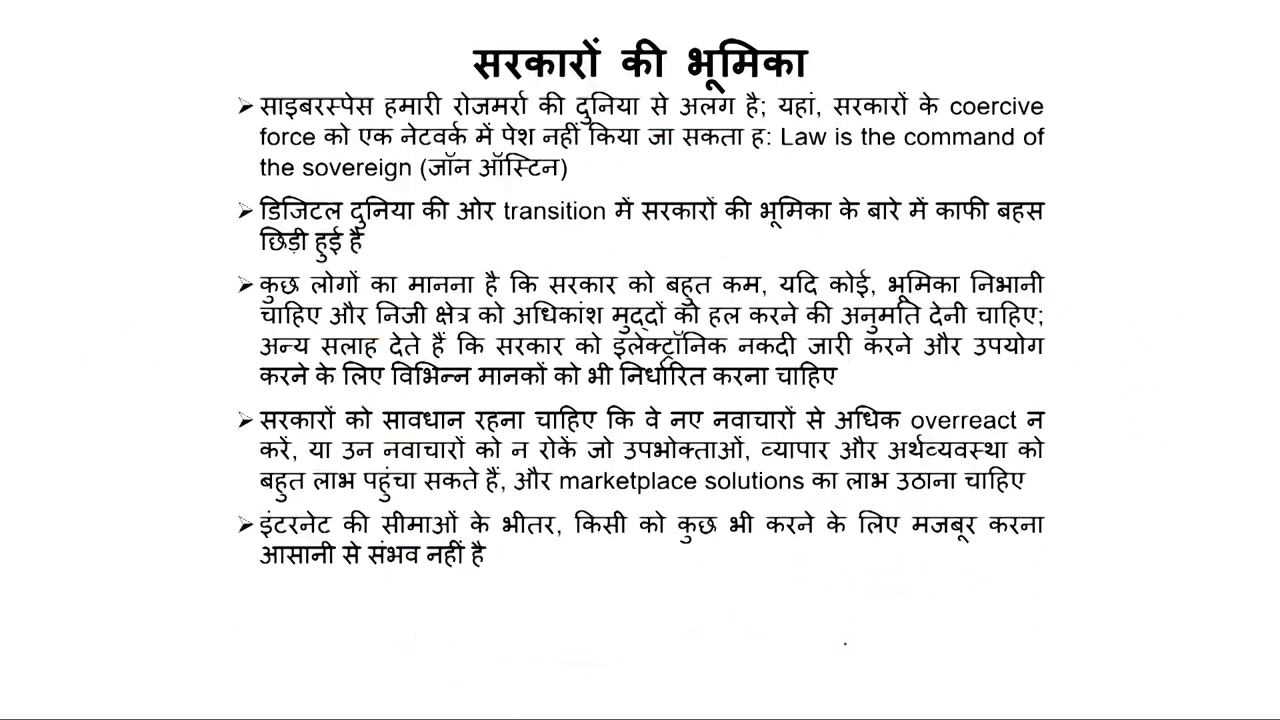 सरकारों की भूमिका
➢ साइबरस्पेस हमारी रोजमर्रा की दुनिया से अलग है; यहां, सरकारों के coercive
force को एक नेटवर्क में पेश नहीं किया जा सकता ह: Law is the command of
the sovereign (जॉन ऑस्टिन)
➢ डिजिटल दुनिया की ओर transition में सरकारों की भूमिका के बारे में काफी बहस
छिड़ी हुई है
➢ कुछ लोगों का मानना है कि सरकार को बहुत कम, यदि कोई, भूमिका निभानी
चाहिए और निजी क्षेत्र को अधिकांश मुद्दों को हल करने की अनुमति देनी चाहिए;
अन्य सलाह देते हैं कि सरकार को इलेक्ट्रॉनिक नकदी जारी करने और उपयोग
करने के लिए विभिन्न मानकों को भी निर्धारित करना चाहिए
➢ सरकारों को सावधान रहना चाहिए कि वे नए नवाचारों से अधिक overreact न
करें, या उन नवाचारों को न रोकें जो उपभोक्ताओं, व्यापार और अर्थव्यवस्था को
बहुत लाभ पहुंचा सकते हैं, और marketplace solutions का लाभ उठाना चाहिए
➢ इंटरनेट की सीमाओं के भीतर, किसी को कुछ भी करने के लिए मजबूर करना
आसानी से संभव नहीं है